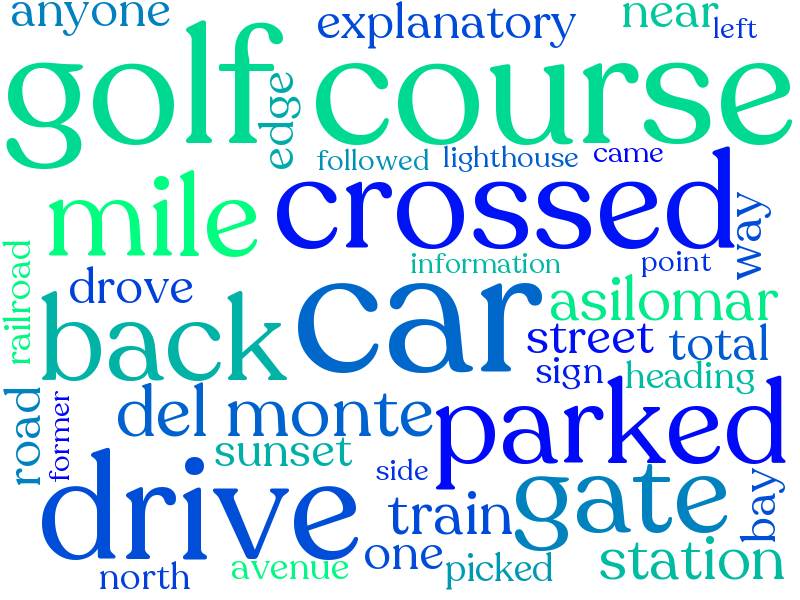 anyone
explanatory
near
left
golf course
edge
followed
lighthouse
came
mile
crossed
way
railroad
drove
information
point
back
car
asilomar
street
total
sign
heading
road
former
del monte
parked
sunset
side
drive
train
gate
bay
north
avenue
one
picked
station